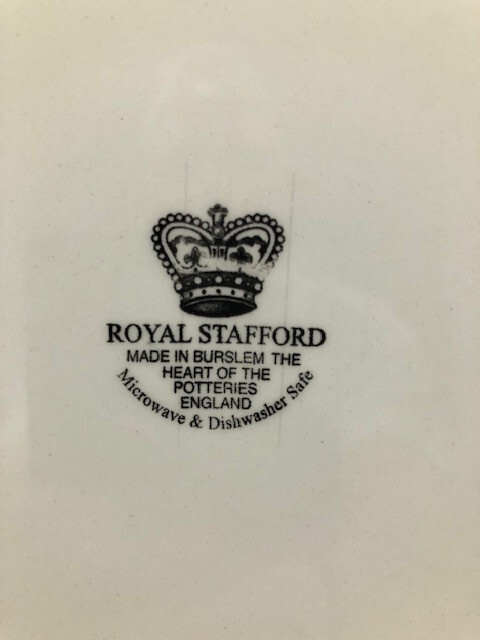 ROYAL STAFFORD
MADE IN BURSLEM THE
HEART OF THE
POTTERIES
ENGLAND
Microwave & Dishwasher Safe